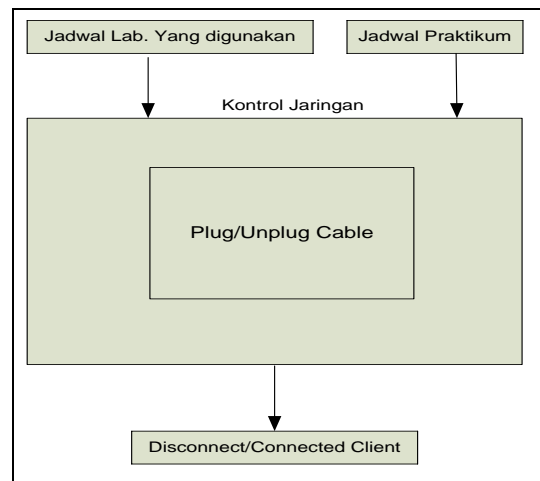 Jadwal Lab. Yang digunakan
Jadwal Praktikum
Kontrol Jaringan
Plug/Unplug Cable
Disconnect/Connected Client